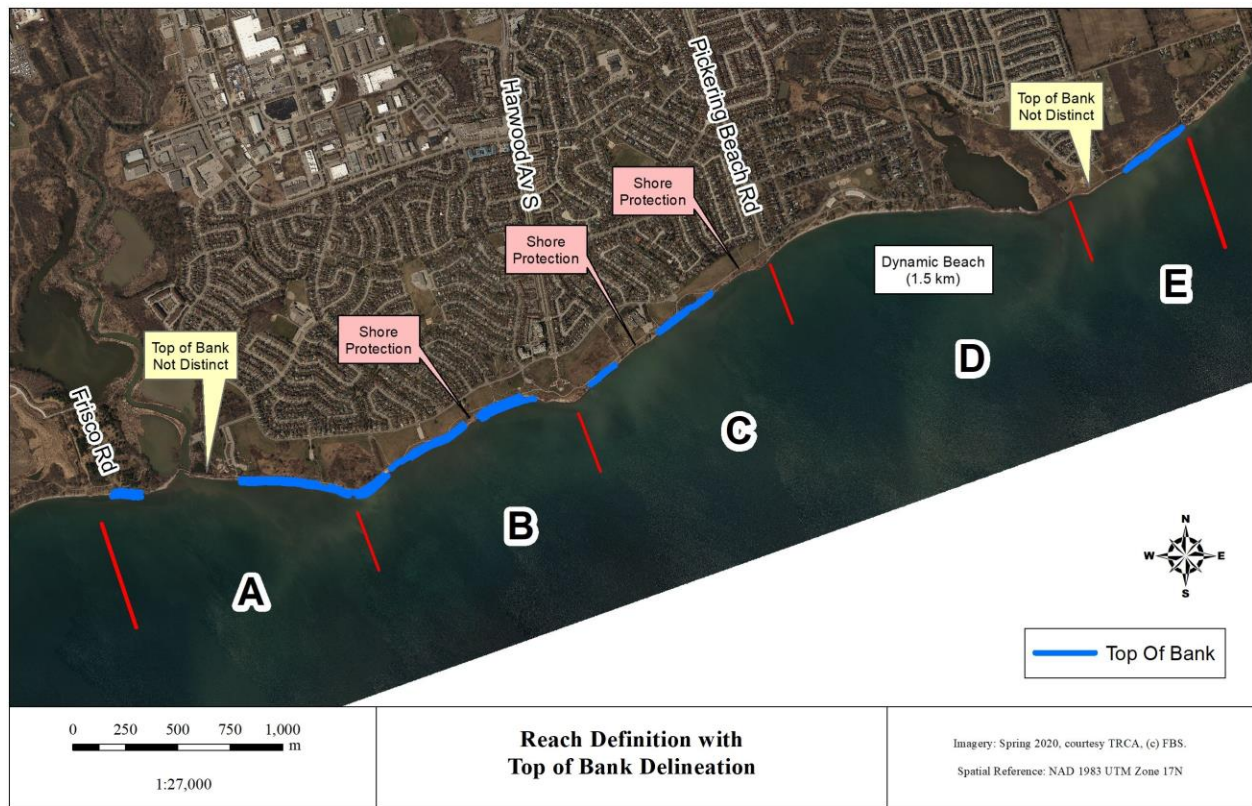 Harwood Av S
Pickering Beach Rd
Top of Bank
Not Distinct
Shore
Protection
Shore
Protection
Dynamic Beach
(1.5 km)
E
Shore
Protection
Top of Bank
Not Distinct
D
Frisco Rd
C
B
A
N
W E
S
Top Of Bank
0 250 500 750 1,000
m
1:27,000
Reach Definition with
Top of Bank Delineation
Imagery: Spring 2020, courtesy TRCA, (c) FBS.
Spatial Reference: NAD 1983 UTM Zone 17N